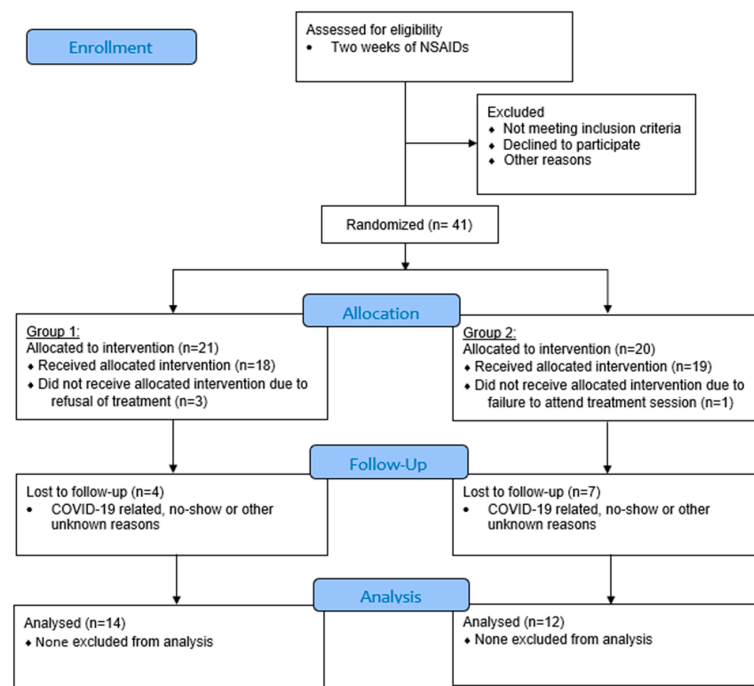 Enrollment
Assessed for eligibility
• Two weeks of NSAIDs
Excluded
♦ Not meeting inclusion criteria
♦ Declined to participate
♦ Other reasons
Randomized (n= 41)
Allocation
Group 1:
Allocated to intervention (n=21)
♦ Received allocated intervention (n=18)
♦ Did not receive allocated intervention due to
refusal of treatment (n=3)
Group 2:
Allocated to intervention (n=20)
♦ Received allocated intervention (n=19)
♦ Did not receive allocated intervention due to
failure to attend treatment session (n=1)
Follow-Up
Lost to follow-up (n=4)
• COVID-19 related, no-show or other
unknown reasons
Lost to follow-up (n=7)
• COVID-19 related, no-show or other
unknown reasons
Analysis
Analysed (n=14)
♦ None excluded from analysis
Analysed (n=12)
♦ None excluded from analysis